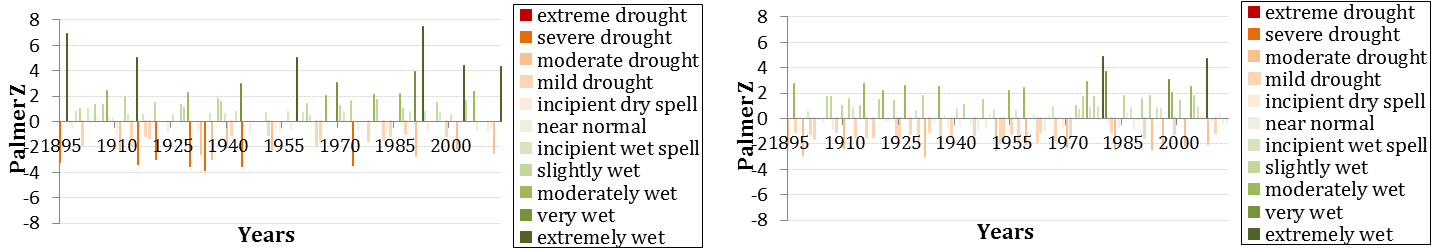 8
6
4
2
0
-2
-4
-6
-8
Palmer Z
1895 1910 1925 1940 1955 1970 1985 2000
Years
extreme drought
severe drought
moderate drought
mild drought
incipient dry spell
near normal
incipient wet spell
slightly wet
moderately wet
very wet
extremely wet
8
6
4
2
0
-2
-4
-6
-8
Palmer Z
1895 1910 1925 1940 1955 1970 1985 2000
Years
extreme drought
severe drought
moderate drought
mild drought
incipient dry spell
near normal
incipient wet spell
slightly wet
moderately wet
very wet
extremely wet